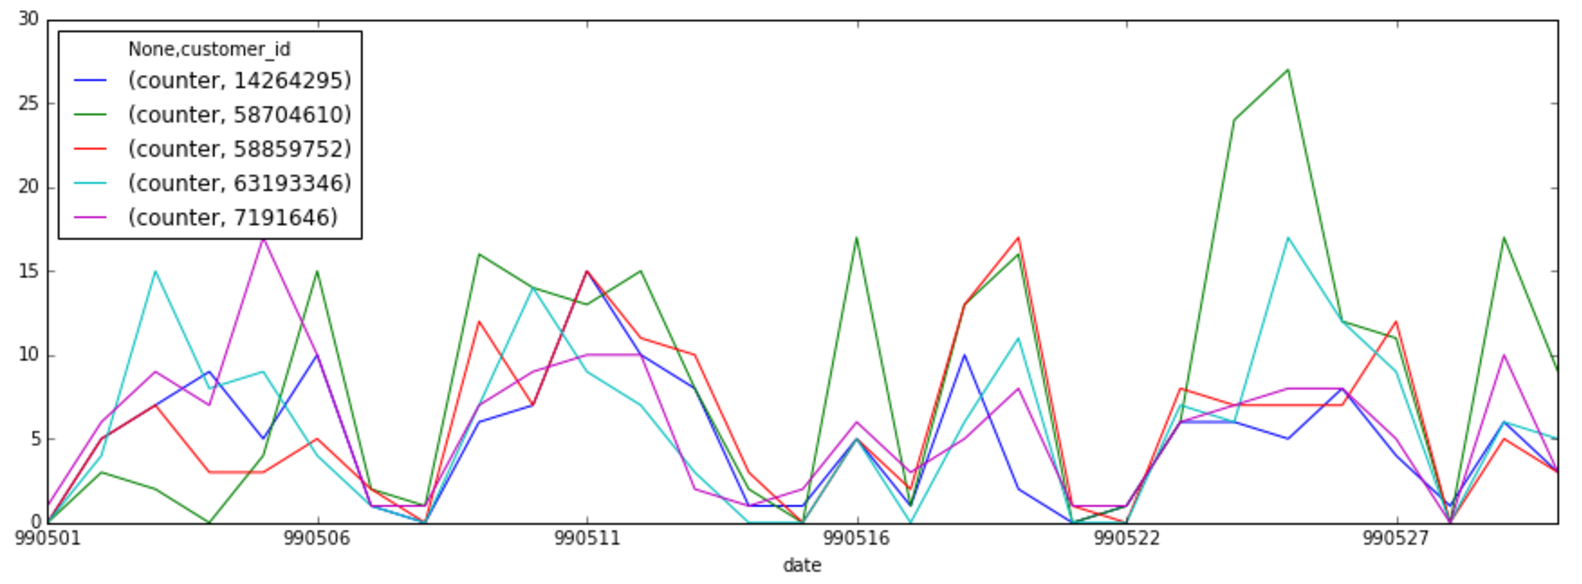 30
25
20
15
10
5
0
None,customer_id
(counter, 14264295)
(counter, 58704610)
(counter, 58859752)
(counter, 63193346)
(counter, 7191646)
990501 990506 990511 990516 990522 990527
date